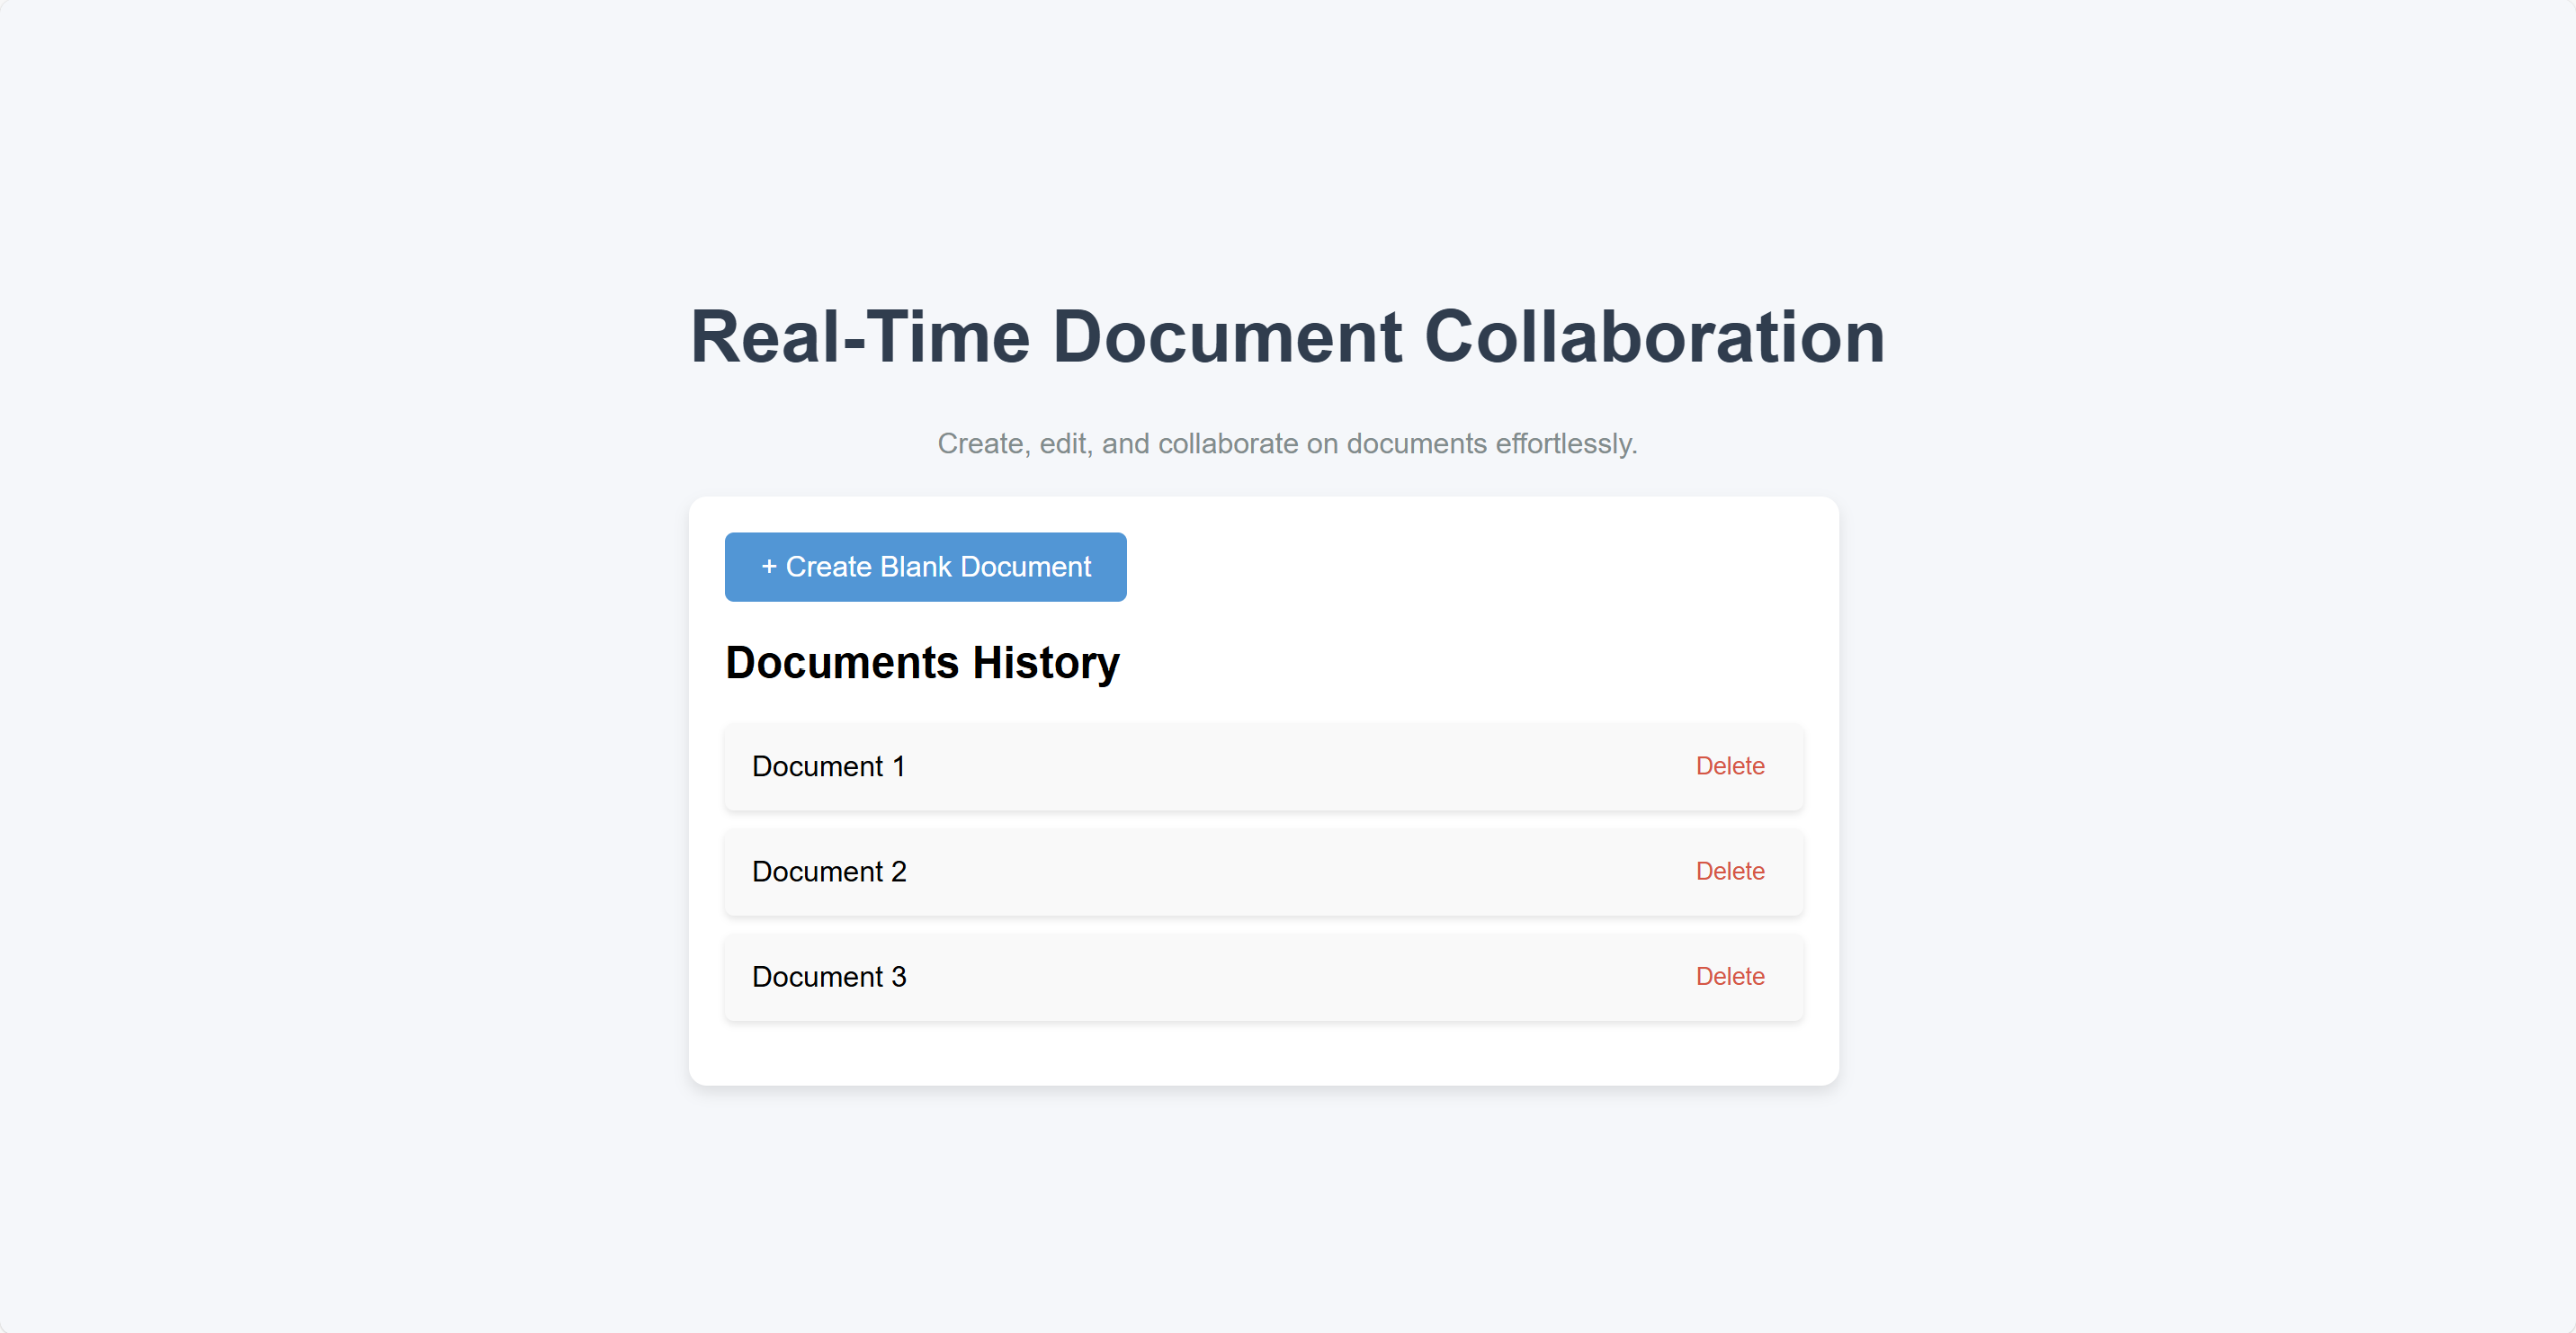 Real-Time Document Collaboration
Create, edit, and collaborate on documents effortlessly.
+ Create Blank Document
Documents History
Document 1 Delete
Document 2 Delete
Document 3 Delete